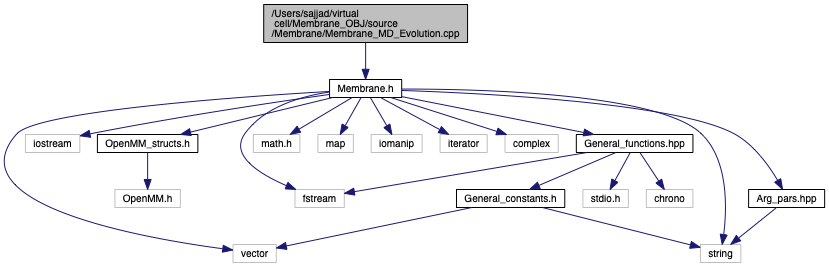 /Users/sajjad/virtual
cell/Membrane_OBJ/source
/Membrane/Membrane_MD_Evolution.cpp
Membrane.h
iostream
OpenMM_structs.h
math.h
map
iomanip
iterator
complex
General_functions.hpp
OpenMM.h
fstream
General_constants.h
stdio.h
chrono
Arg_pars.hpp
vector
string